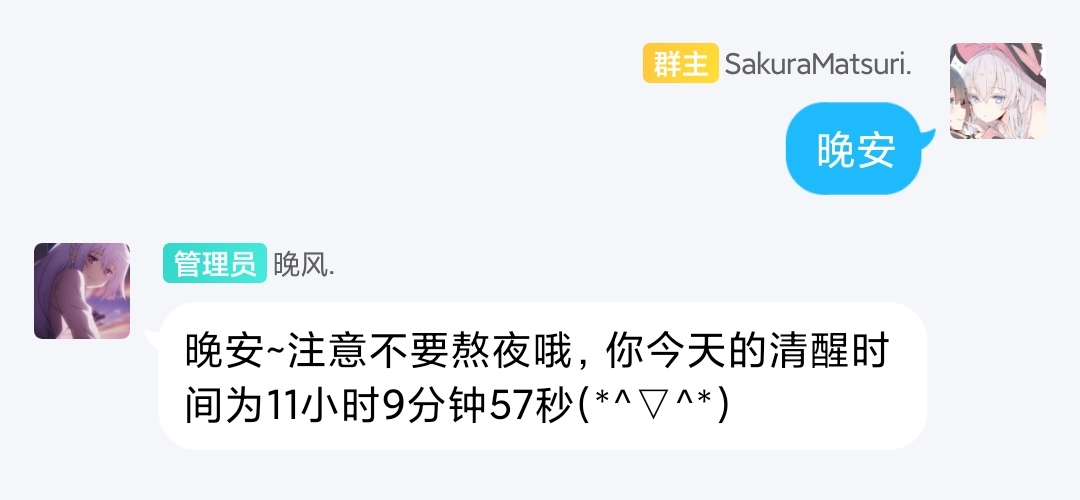 群主 SakuraMatsuri.
晚安
管理员 晚风.
晚安~注意不要熬夜哦, 你今天的清醒时
间为11小时9分钟57秒(*^▽^*)